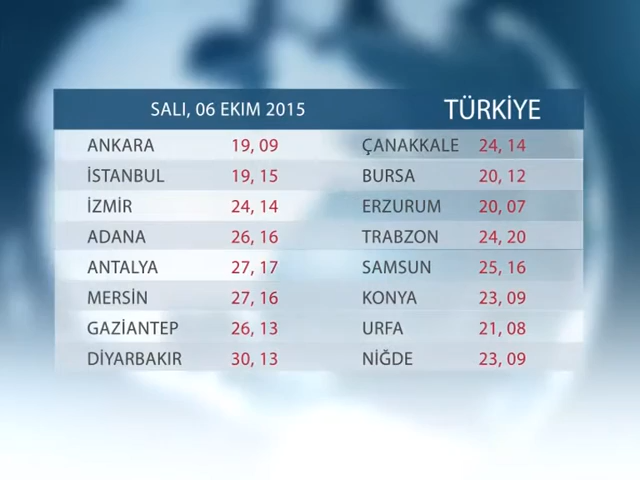 SALI, 06 EKIM 2015 TÜRKİYE
ANKARA 19, 09 ÇANAKKALE 24, 14
İSTANBUL 19, 15 BURSA 20, 12
İZMİR 24, 14 ERZURUM 20, 07
ADANA 26, 16 TRABZON 24, 20
ANTALYA 27, 17 SAMSUN 25, 16
MERSİN 27, 16 KONYA 23, 09
GAZİANTEP 26, 13 URFA 21, 08
DİYARBAKIR 30, 13 NİĞDE 23, 09